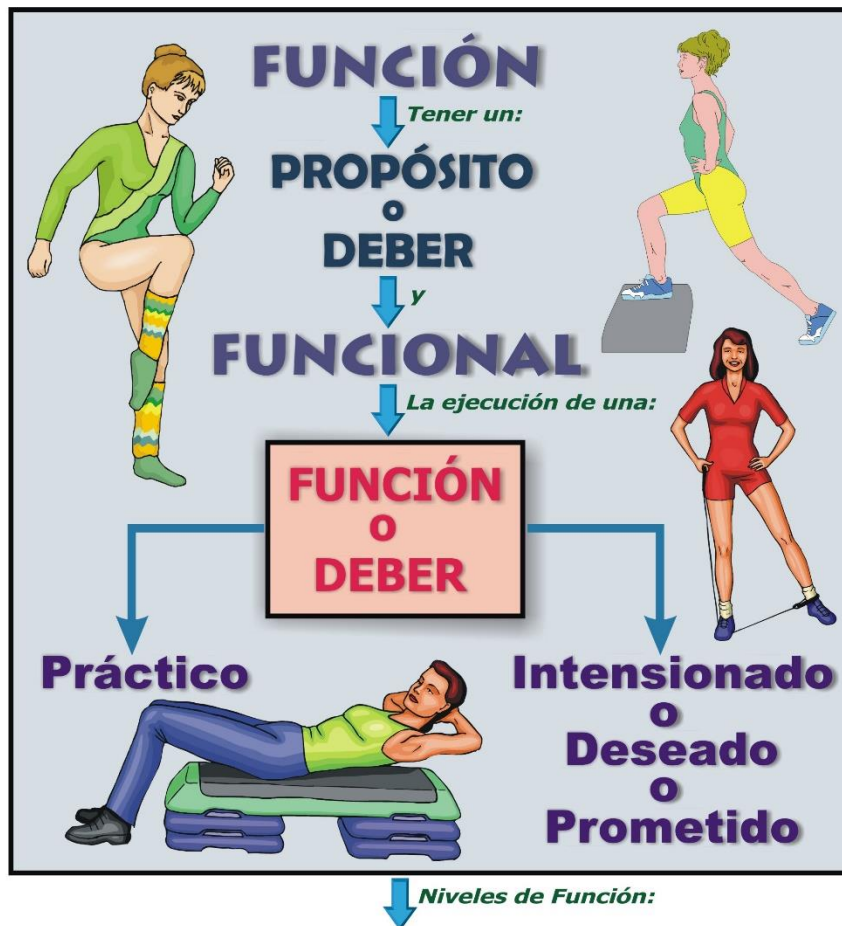 FUNCIÓN
Tener un:
PROPÓSITO
o
DEBER
y
FUNCIONAL
La ejecución de una:
FUNCIÓN
o
DEBER
Práctico
Intensionado
o
Deseado
o
Prometido
Niveles de Función: